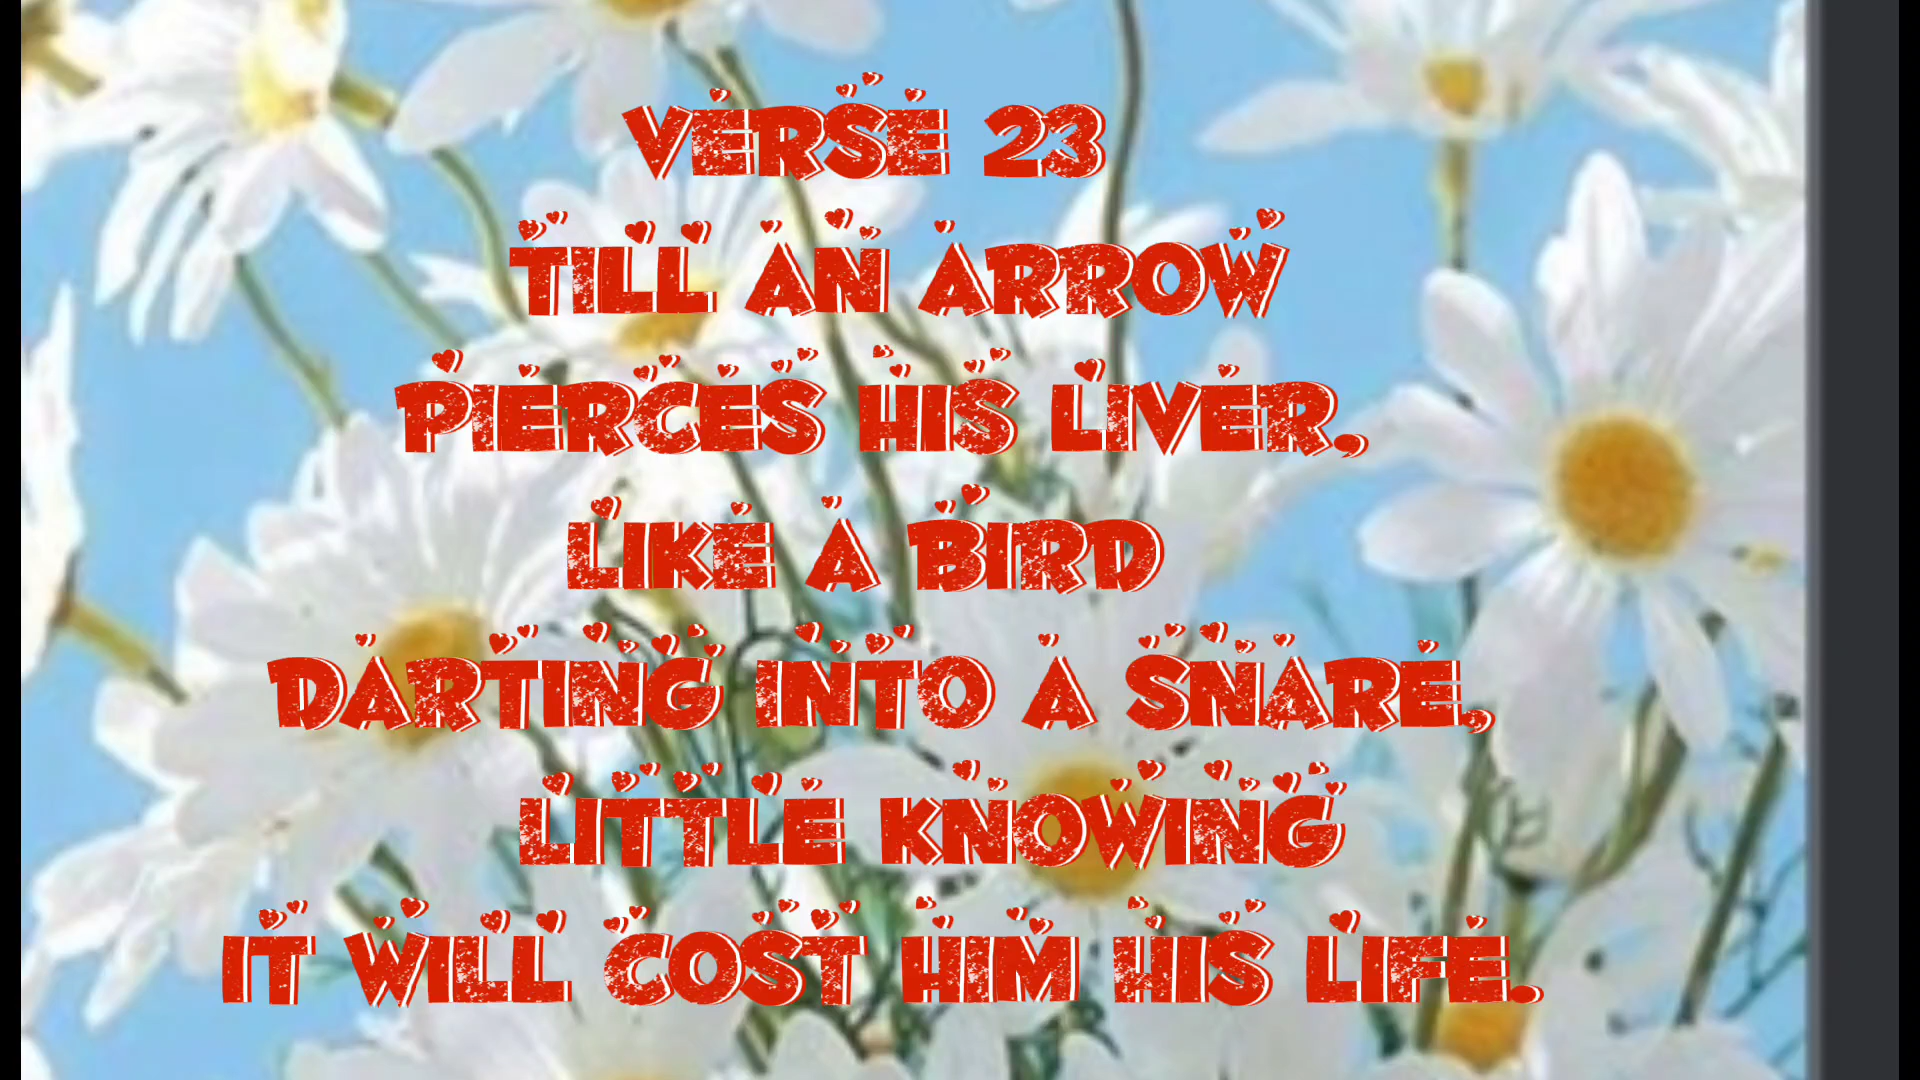 VERSE 23
TILL AN ARROW
PIERCES HIS LIVER,
LIKE A BIRD
DARTING INTO A SNARE,
LITTLE KNOWING
IT WILL COST HIM HIS LIFE.